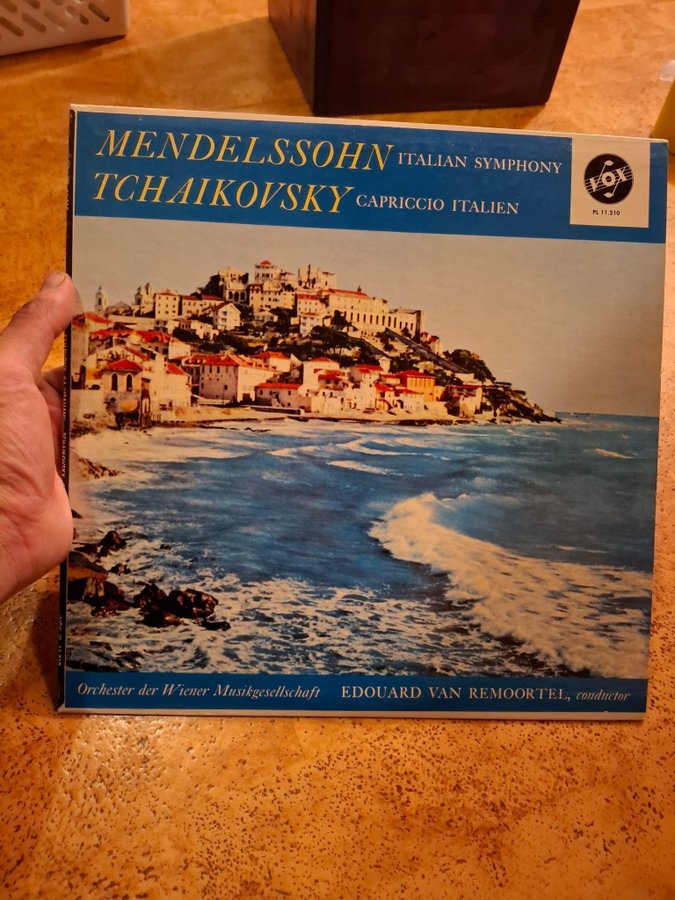 MENDELSSOHN ITALIAN SYMPHONY
TCHAIKOVSKY CAPRICCIO ITALIEN
VOX
PL 11.210
Orchester der Wiener Musikgesellschaft EDOUARD VAN REMOORTEL, conductor